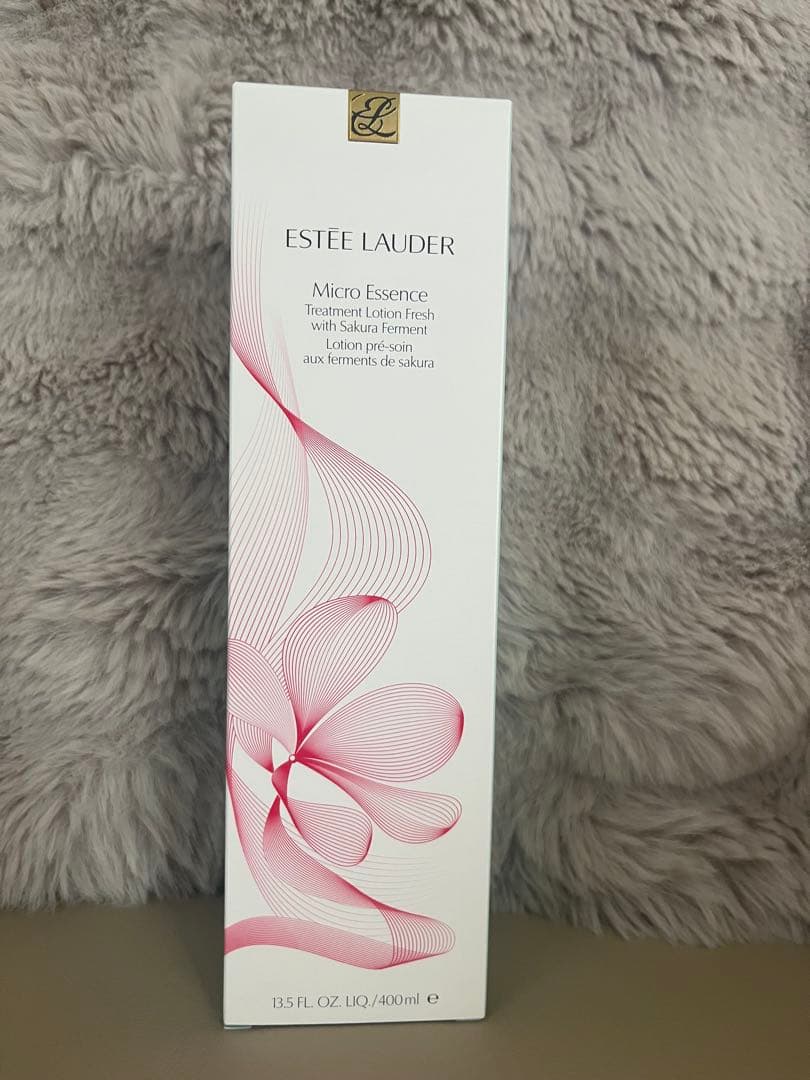 EL
ESTĒE LAUDER
Micro Essence
Treatment Lotion Fresh
with Sakura Ferment
Lotion pré-soin
aux ferments de sakura
13.5 FL. OZ. LIQ./400 ml ℮